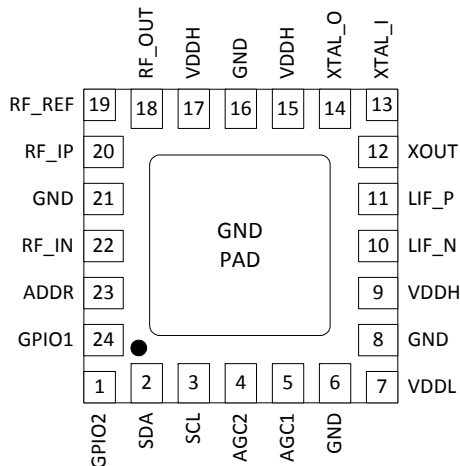 RF_OUT
VDDH
GND
VDDH
XTAL_O
XTAL_I
RF_REF 19 18 17 16 15 14 13
RF_IP 20 12 XOUT
GND 21 11 LIF_P
RF_IN 22 GND 10 LIF_N
PAD
ADDR 23 9 VDDH
GPIO1 24 8 GND
1 2 3 4 5 6 7 VDDL
GPIO2
SDA
SCL
AGC2
AGC1
GND